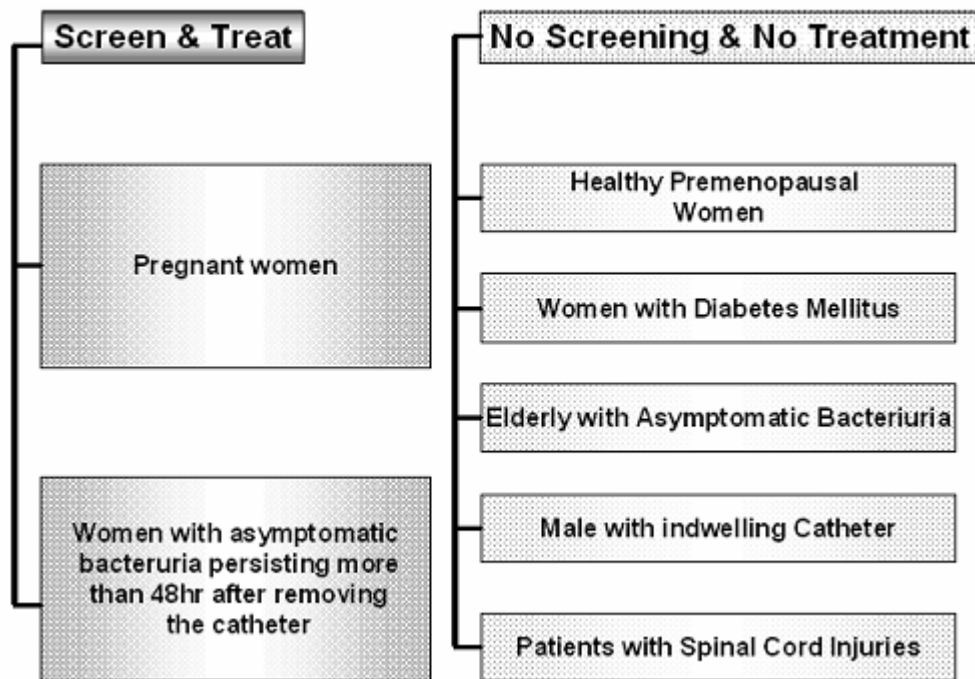 Screen & Treat
Pregnant women
Women with asymptomatic
bacteruria persisting more
than 48hr after removing
the catheter
No Screening & No Treatment
Healthy Premenopausal
Women
Women with Diabetes Mellitus
Elderly with Asymptomatic Bacteriuria
Male with indwelling Catheter
Patients with Spinal Cord Injuries